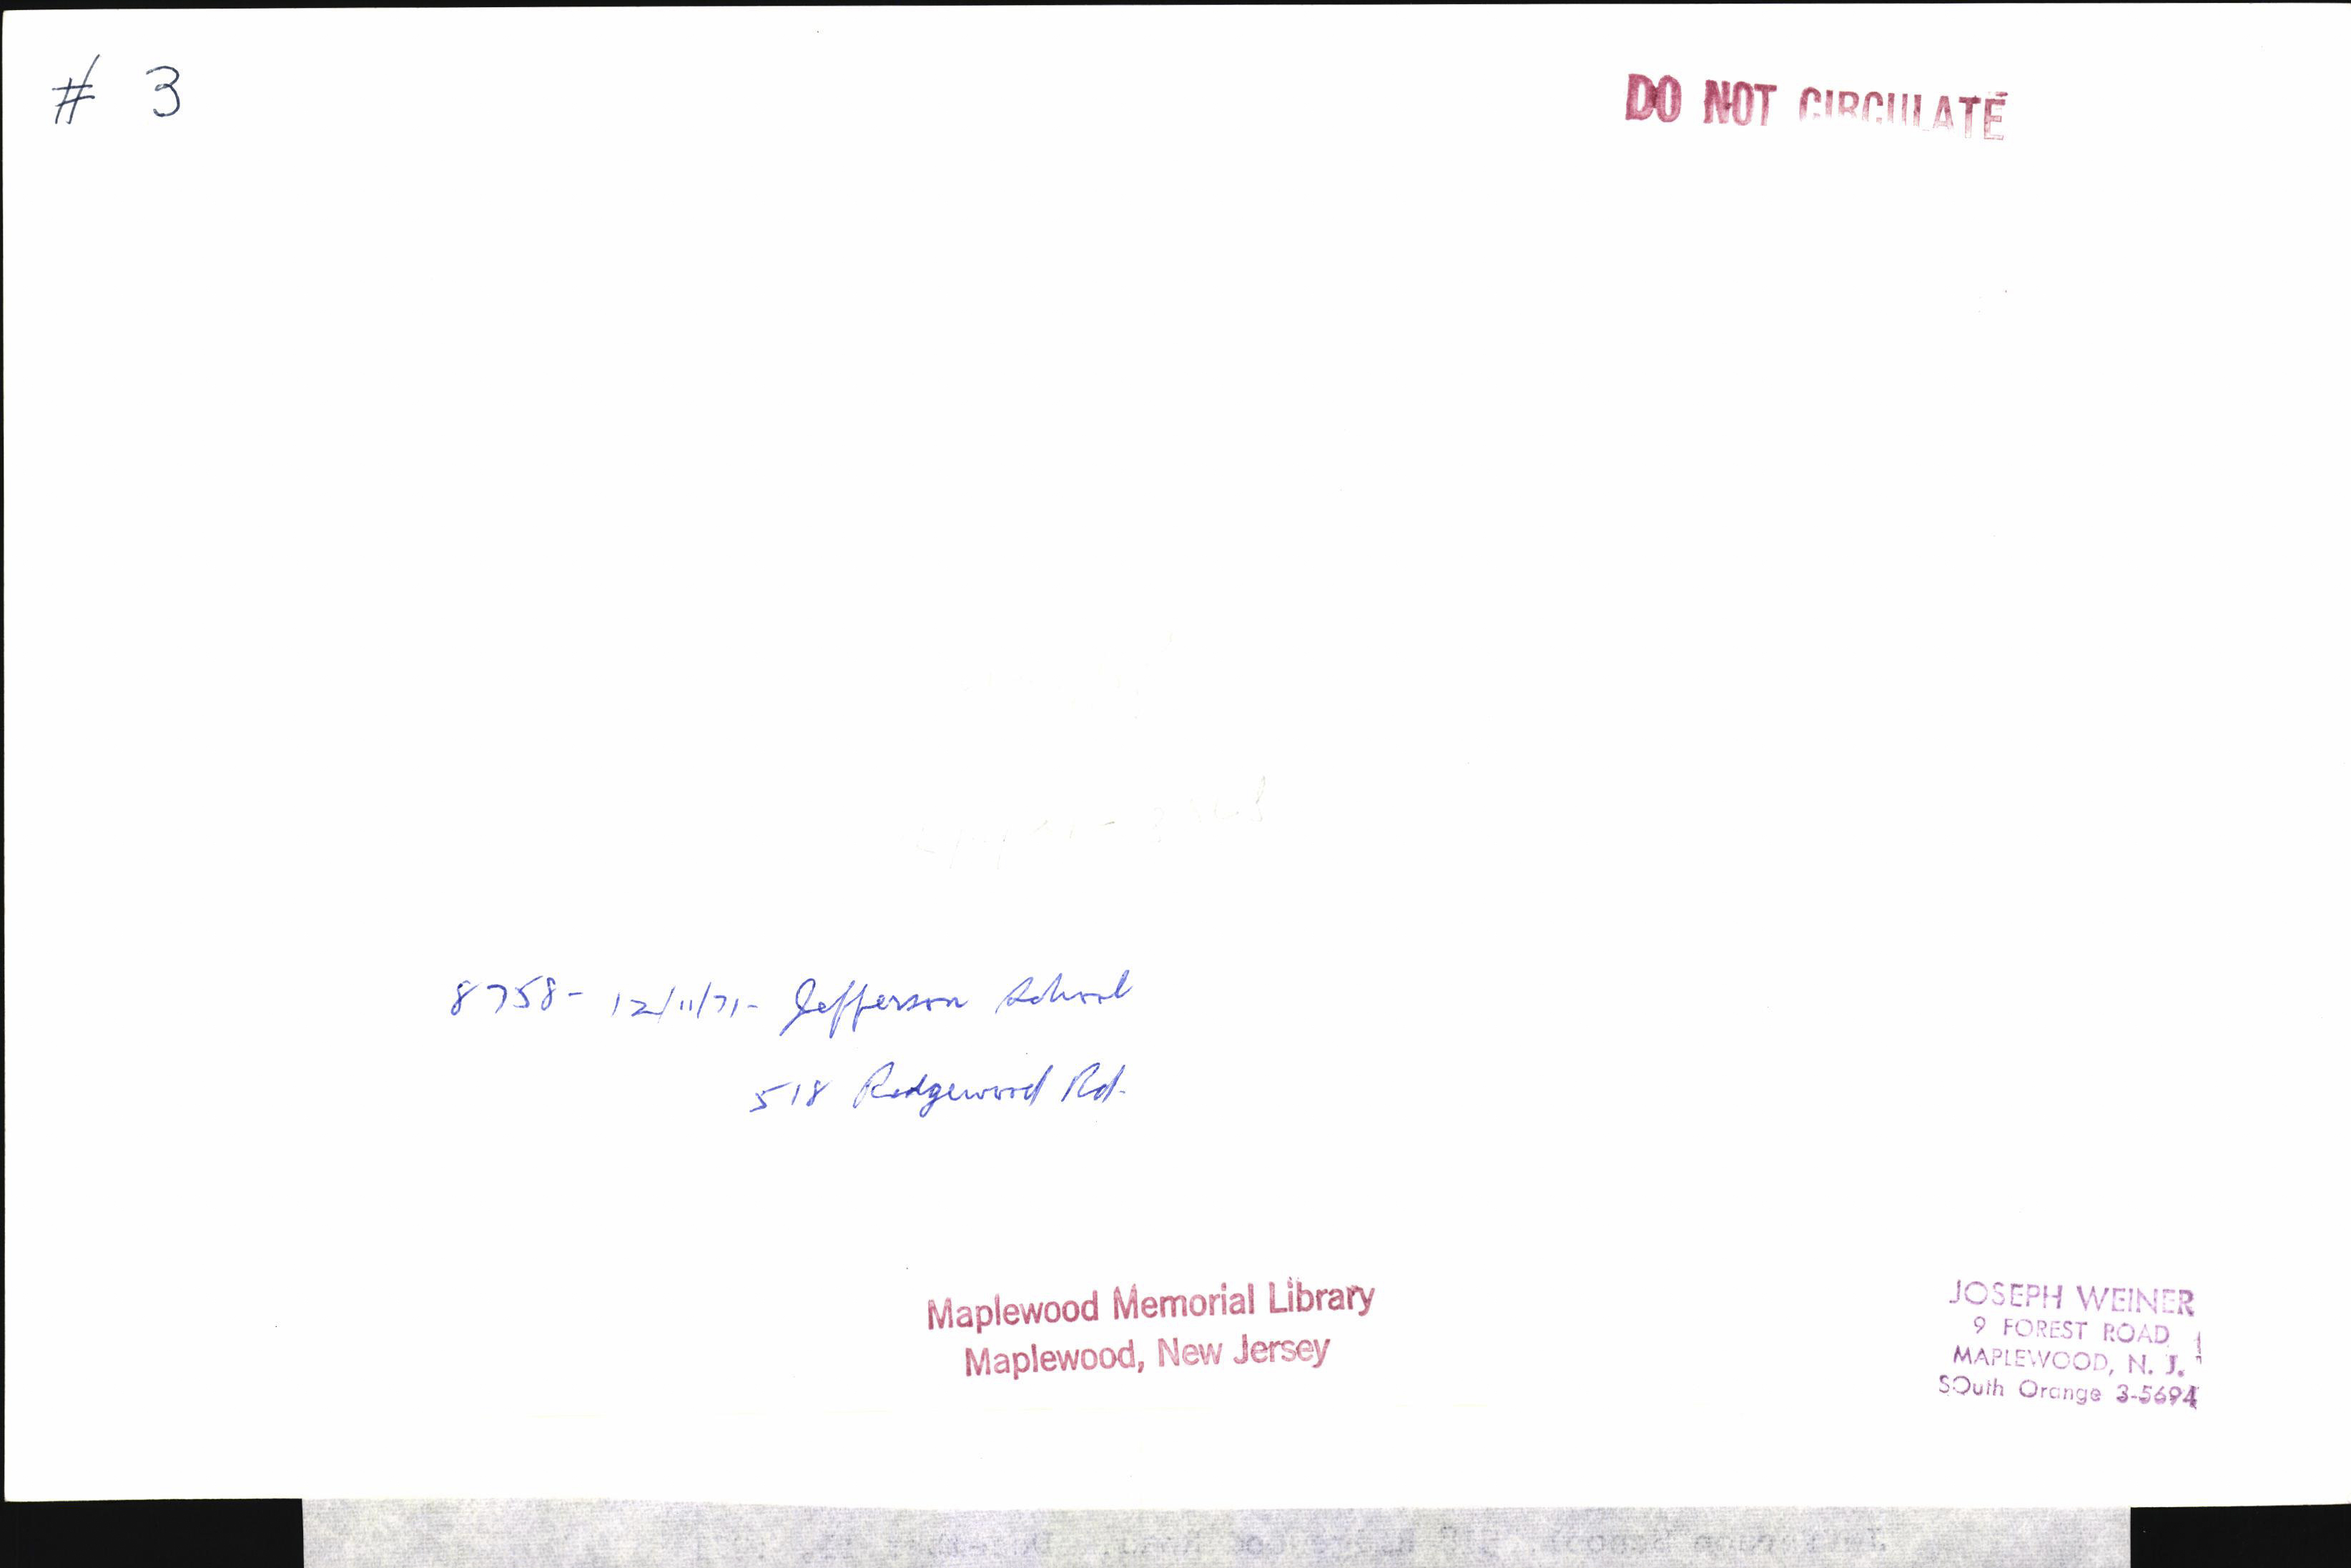 # 3
DO NOT CIRCULATE
8758- 12/11/71- Jefferson School
518 Ridgewood Rd.
Maplewood Memorial Library
Maplewood, New Jersey
JOSEPH WEINER
9 FOREST ROAD
MAPLEWOOD, N. J.
SOuth Orange 3-5694